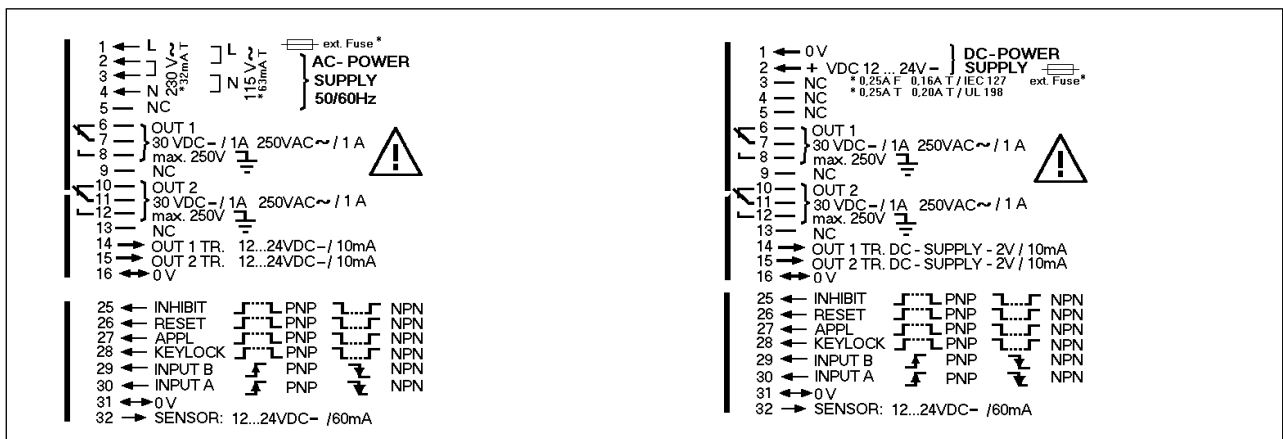 1 L L ext. Fuse*
2 230 V~ *32mA T 115 V~ *63mA T AC- POWER
3 SUPPLY
4 N N 50/60Hz
5 NC
6 OUT 1
7 30 VDC-/ 1A 250VAC~/ 1 A
8 max. 250V
9 NC
10 OUT 2
11 30 VDC-/ 1A 250VAC~/ 1 A
12 max. 250V
13 NC
14 OUT 1 TR. 12...24VDC-/ 10mA
15 OUT 2 TR. 12...24VDC-/ 10mA
16 0 V
25 INHIBIT PNP NPN
26 RESET PNP NPN
27 APPL PNP NPN
28 KEYLOCK PNP NPN
29 INPUT B PNP NPN
30 INPUT A PNP NPN
31 0 V
32 SENSOR: 12...24VDC- /60mA
1 0 V DC-POWER
2 + VDC 12 ... 24V- SUPPLY
3 NC * 0,25A F 0,16A T / IEC 127 ext. Fuse*
4 NC * 0,25A T 0,20A T / UL 198
5 NC
6 OUT 1
7 30 VDC-/ 1A 250VAC~/ 1 A
8 max. 250V
9 NC
10 OUT 2
11 30 VDC-/ 1A 250VAC~/ 1 A
12 max. 250V
13 NC
14 OUT 1 TR. DC - SUPPLY - 2V / 10mA
15 OUT 2 TR. DC - SUPPLY - 2V / 10mA
16 0 V
25 INHIBIT PNP NPN
26 RESET PNP NPN
27 APPL PNP NPN
28 KEYLOCK PNP NPN
29 INPUT B PNP NPN
30 INPUT A PNP NPN
31 0 V
32 SENSOR: 12...24VDC- /60mA